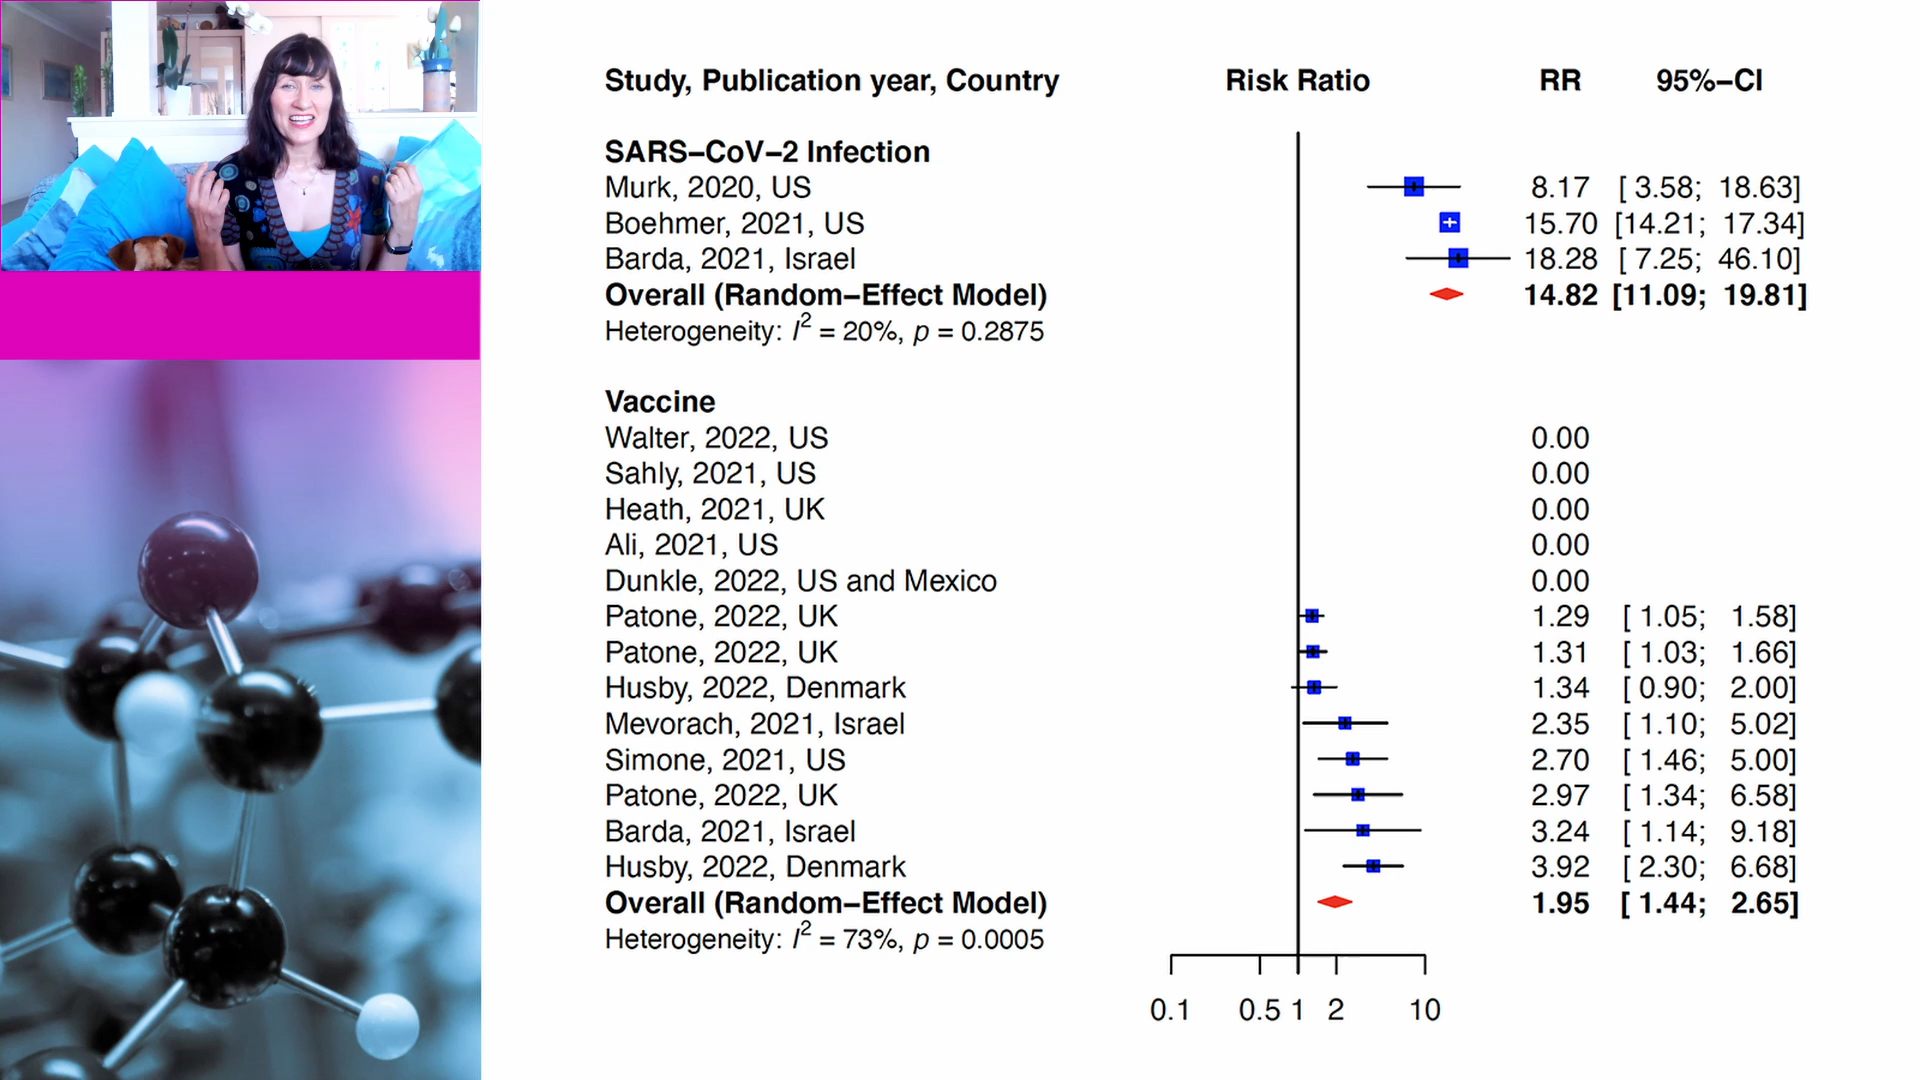 Study, Publication year, Country Risk Ratio RR 95%–CI
SARS–CoV–2 Infection
Murk, 2020, US 8.17 [ 3.58; 18.63]
Boehmer, 2021, US 15.70 [14.21; 17.34]
Barda, 2021, Israel 18.28 [ 7.25; 46.10]
Overall (Random–Effect Model) 14.82 [11.09; 19.81]
Heterogeneity: I² = 20%, p = 0.2875
Vaccine
Walter, 2022, US 0.00
Sahly, 2021, US 0.00
Heath, 2021, UK 0.00
Ali, 2021, US 0.00
Dunkle, 2022, US and Mexico 0.00
Patone, 2022, UK 1.29 [ 1.05; 1.58]
Patone, 2022, UK 1.31 [ 1.03; 1.66]
Husby, 2022, Denmark 1.34 [ 0.90; 2.00]
Mevorach, 2021, Israel 2.35 [ 1.10; 5.02]
Simone, 2021, US 2.70 [ 1.46; 5.00]
Patone, 2022, UK 2.97 [ 1.34; 6.58]
Barda, 2021, Israel 3.24 [ 1.14; 9.18]
Husby, 2022, Denmark 3.92 [ 2.30; 6.68]
Overall (Random–Effect Model) 1.95 [ 1.44; 2.65]
Heterogeneity: I² = 73%, p = 0.0005
0.1 0.5 1 2 10